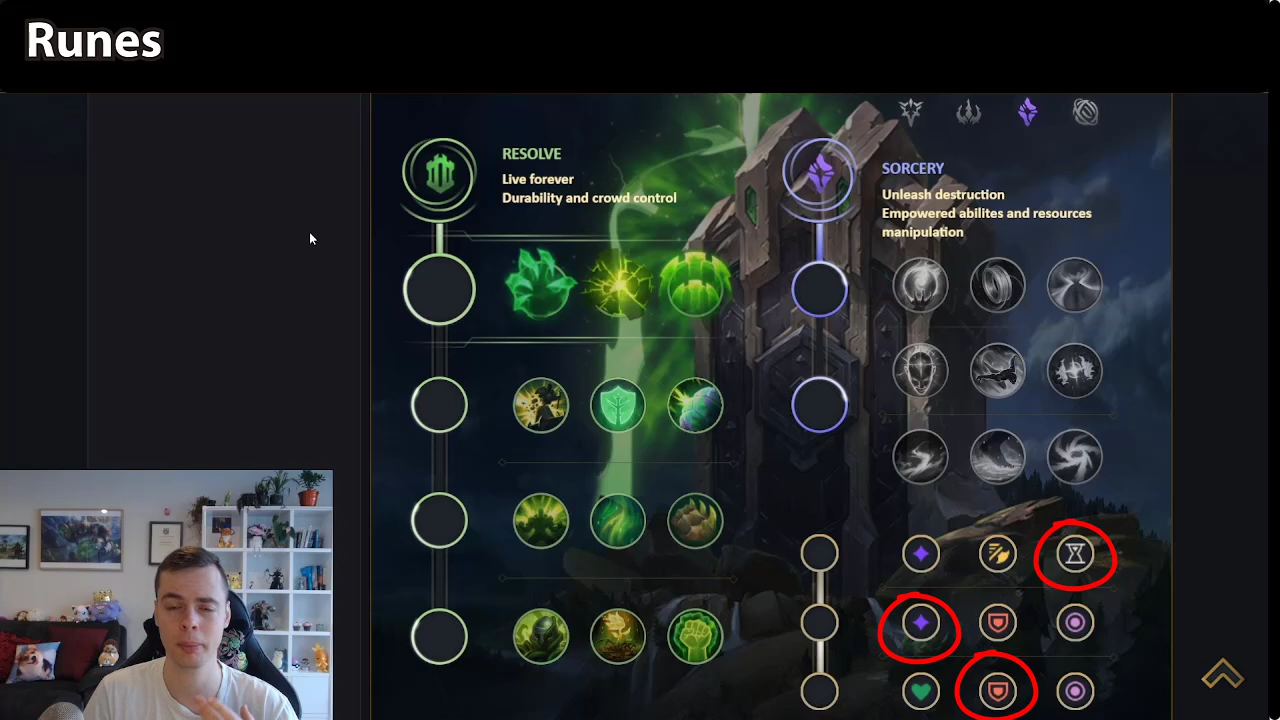 Runes
RESOLVE
Live forever
Durability and crowd control
SORCERY
Unleash destruction
Empowered abilites and resources
manipulation